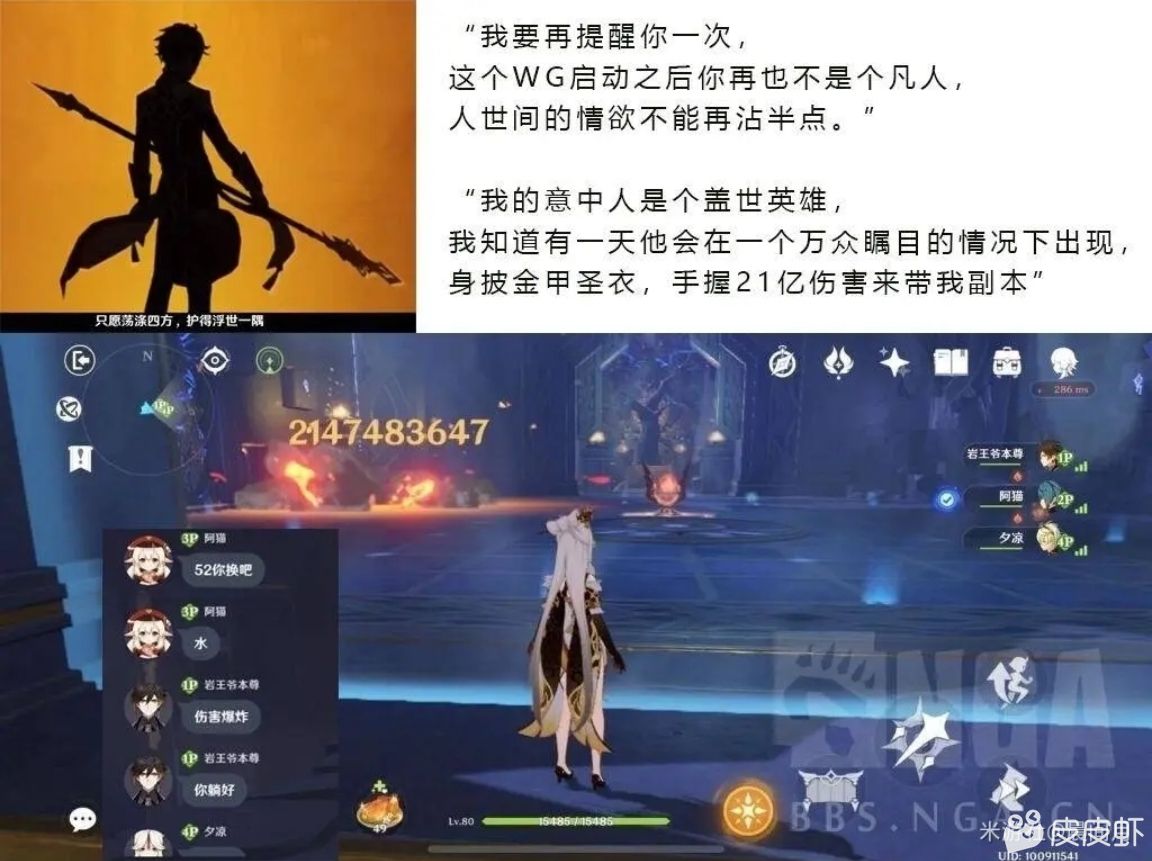 “我要再提醒你一次，
这个WG启动之后你再也不是个凡人，
人世间的情欲不能再沾半点。”
“我的意中人是个盖世英雄，
我知道有一天他会在一个万众瞩目的情况下出现，
身披金甲圣衣，手握21亿伤害来带我副本”
只愿荡涤四方，护得浮世一隅
N
286 ms
2P
2147483647
岩王爷本尊 1P
阿猫 2P
夕凉 4P
3P 阿猫
52你换吧
3P 阿猫
水
1P 岩王爷本尊
伤害爆炸
1P 岩王爷本尊
你躺好
4P 夕凉
49
Lv.80
15485 / 15485
NGA
BBS.NGA.CN
皮皮虾
UID: 100911541